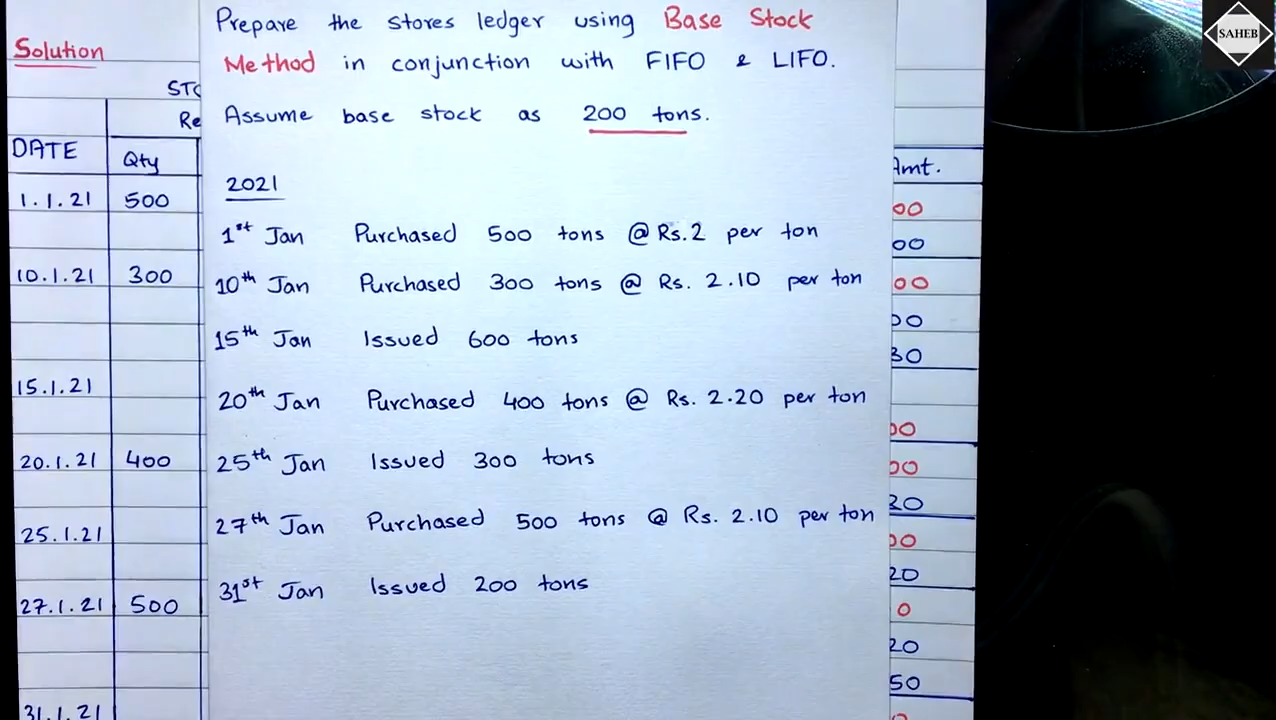 Prepare the stores ledger using Base Stock
Method in conjunction with FIFO & LIFO.
Assume base stock as 200 tons.
2021
1st Jan Purchased 500 tons @ Rs.2 per ton
10th Jan Purchased 300 tons @ Rs. 2.10 per ton
15th Jan Issued 600 tons
20th Jan Purchased 400 tons @ Rs. 2.20 per ton
25th Jan Issued 300 tons
27th Jan Purchased 500 tons @ Rs. 2.10 per ton
31st Jan Issued 200 tons
Solution
DATE Qty
1.1.21 500
10.1.21 300
15.1.21
20.1.21 400
25.1.21
27.1.21 500
31.1.21
Amt.
SAHEB